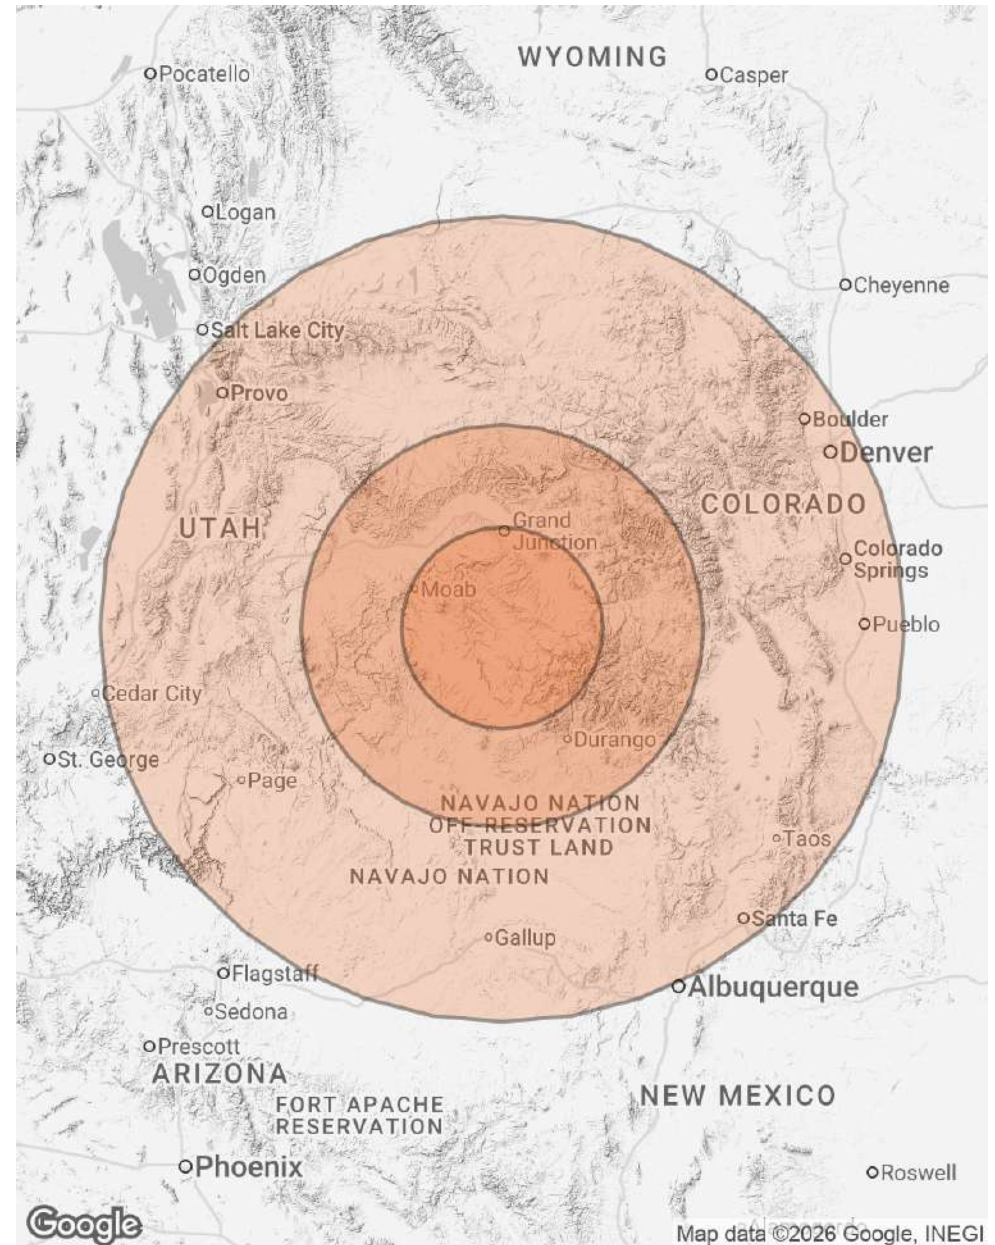 WYOMING
Pocatello
Casper
Logan
Ogden
Cheyenne
Salt Lake City
Provo
Boulder
Denver
COLORADO
Grand
Junction
UTAH
Colorado
Springs
Moab
Pueblo
Cedar City
Durango
St. George
Page
NAVAJO NATION
OFF-RESERVATION
TRUST LAND
Taos
NAVAJO NATION
Santa Fe
Gallup
Flagstaff
Albuquerque
Sedona
Prescott
ARIZONA
NEW MEXICO
FORT APACHE
RESERVATION
Phoenix
Roswell
Google
Map data ©2026 Google, INEGI